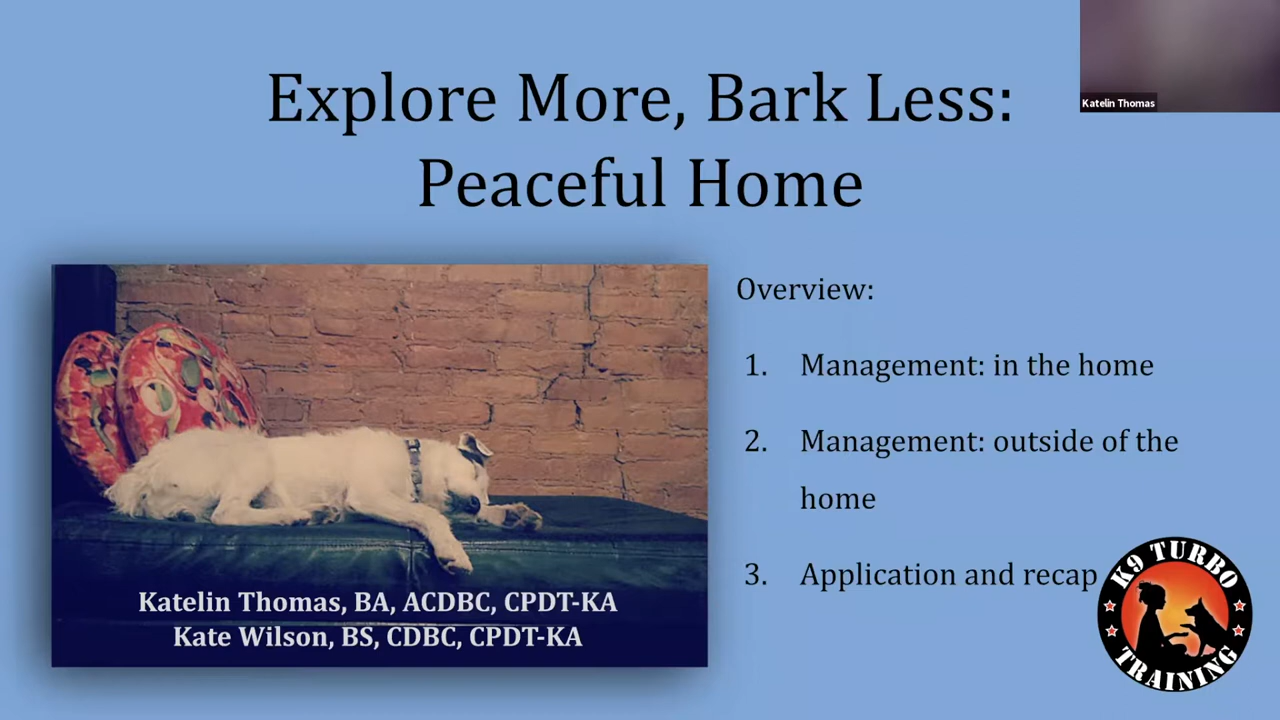 Explore More, Bark Less:
Peaceful Home
Katelin Thomas
Overview:
1. Management: in the home
2. Management: outside of the
home
3. Application and recap
Katelin Thomas, BA, ACDBC, CPDT-KA
Kate Wilson, BS, CDBC, CPDT-KA
K9 TURBO
TRAINING